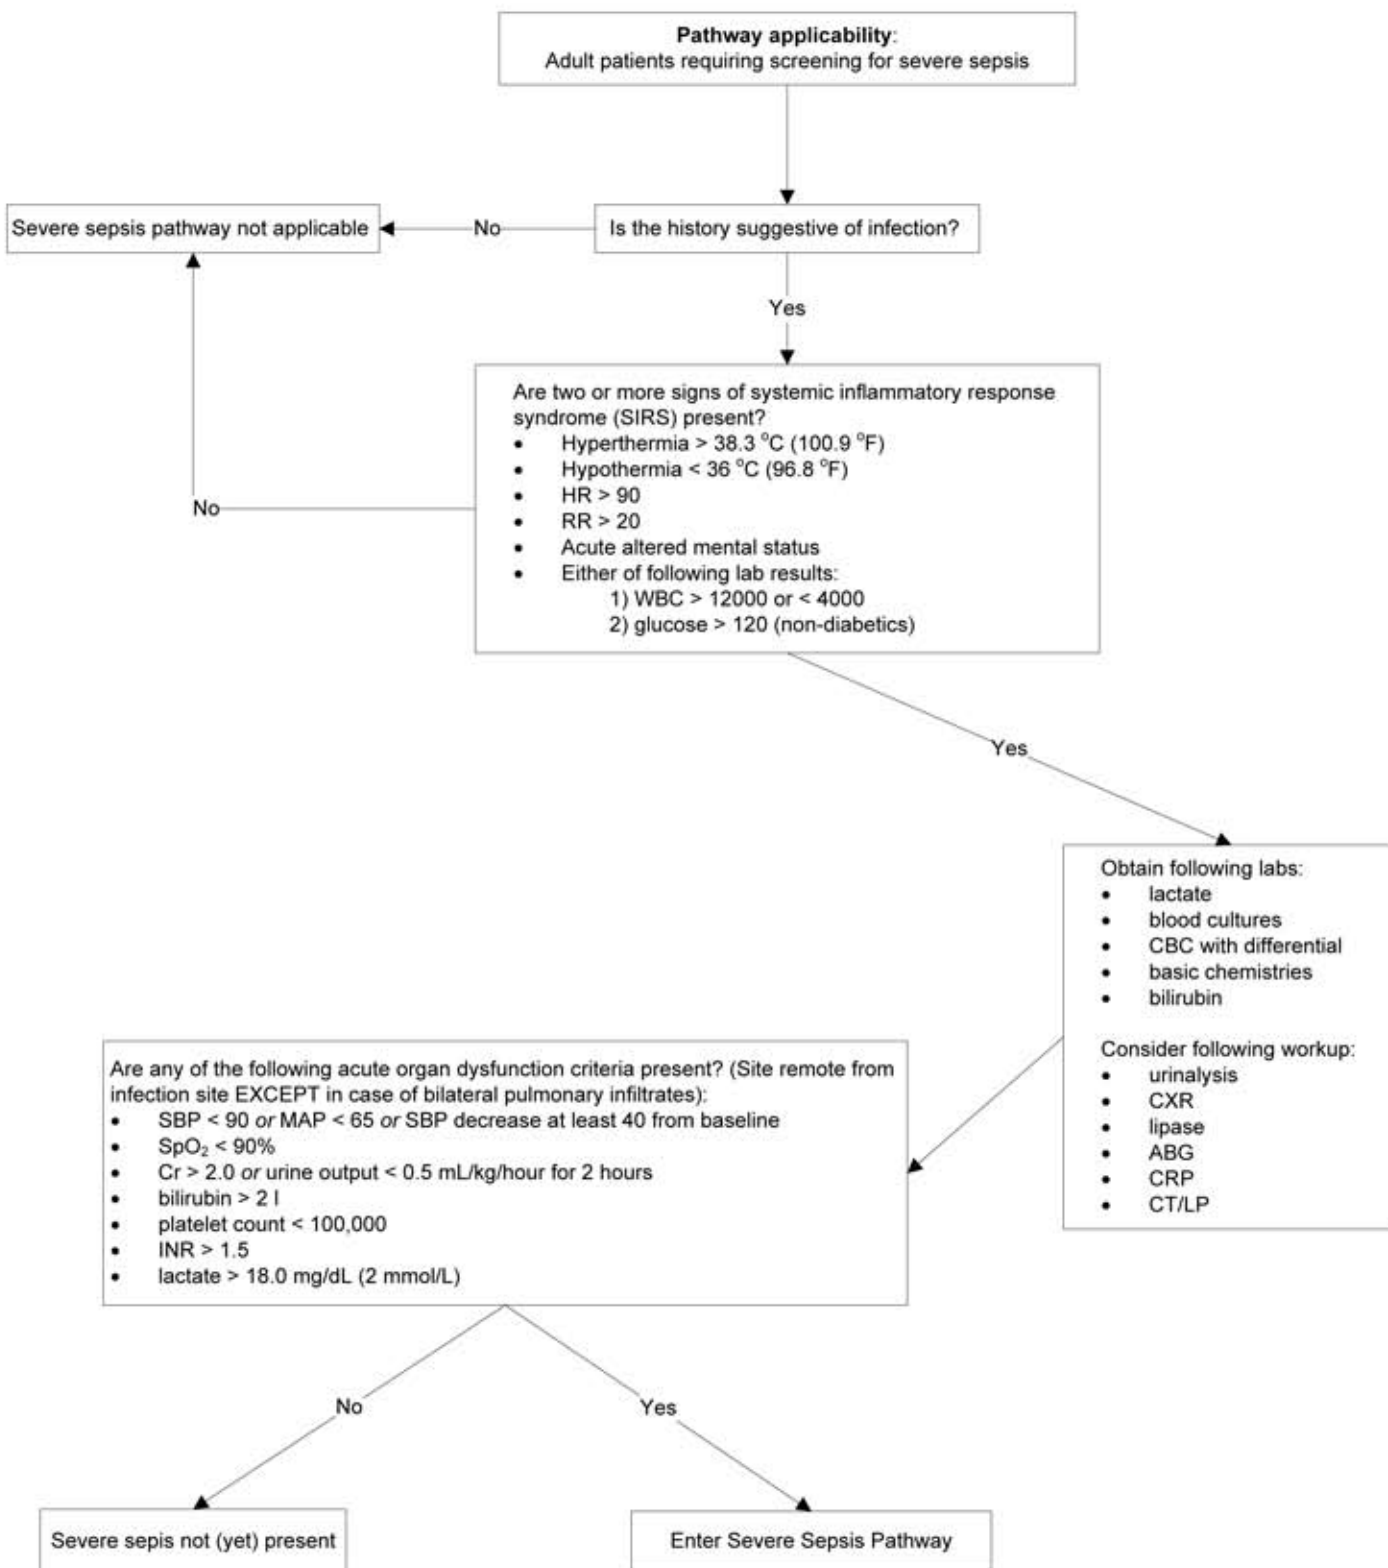 Pathway applicability:
Adult patients requiring screening for severe sepsis
Severe sepsis pathway not applicable
No
Is the history suggestive of infection?
Yes
Are two or more signs of systemic inflammatory response
syndrome (SIRS) present?
• Hyperthermia > 38.3 °C (100.9 °F)
• Hypothermia < 36 °C (96.8 °F)
• HR > 90
• RR > 20
• Acute altered mental status
• Either of following lab results:
1) WBC > 12000 or < 4000
2) glucose > 120 (non-diabetics)
No
Yes
Obtain following labs:
• lactate
• blood cultures
• CBC with differential
• basic chemistries
• bilirubin
Consider following workup:
• urinalysis
• CXR
• lipase
• ABG
• CRP
• CT/LP
Are any of the following acute organ dysfunction criteria present? (Site remote from
infection site EXCEPT in case of bilateral pulmonary infiltrates):
• SBP < 90 or MAP < 65 or SBP decrease at least 40 from baseline
• SpO₂ < 90%
• Cr > 2.0 or urine output < 0.5 mL/kg/hour for 2 hours
• bilirubin > 2 l
• platelet count < 100,000
• INR > 1.5
• lactate > 18.0 mg/dL (2 mmol/L)
No
Yes
Severe sepis not (yet) present
Enter Severe Sepsis Pathway